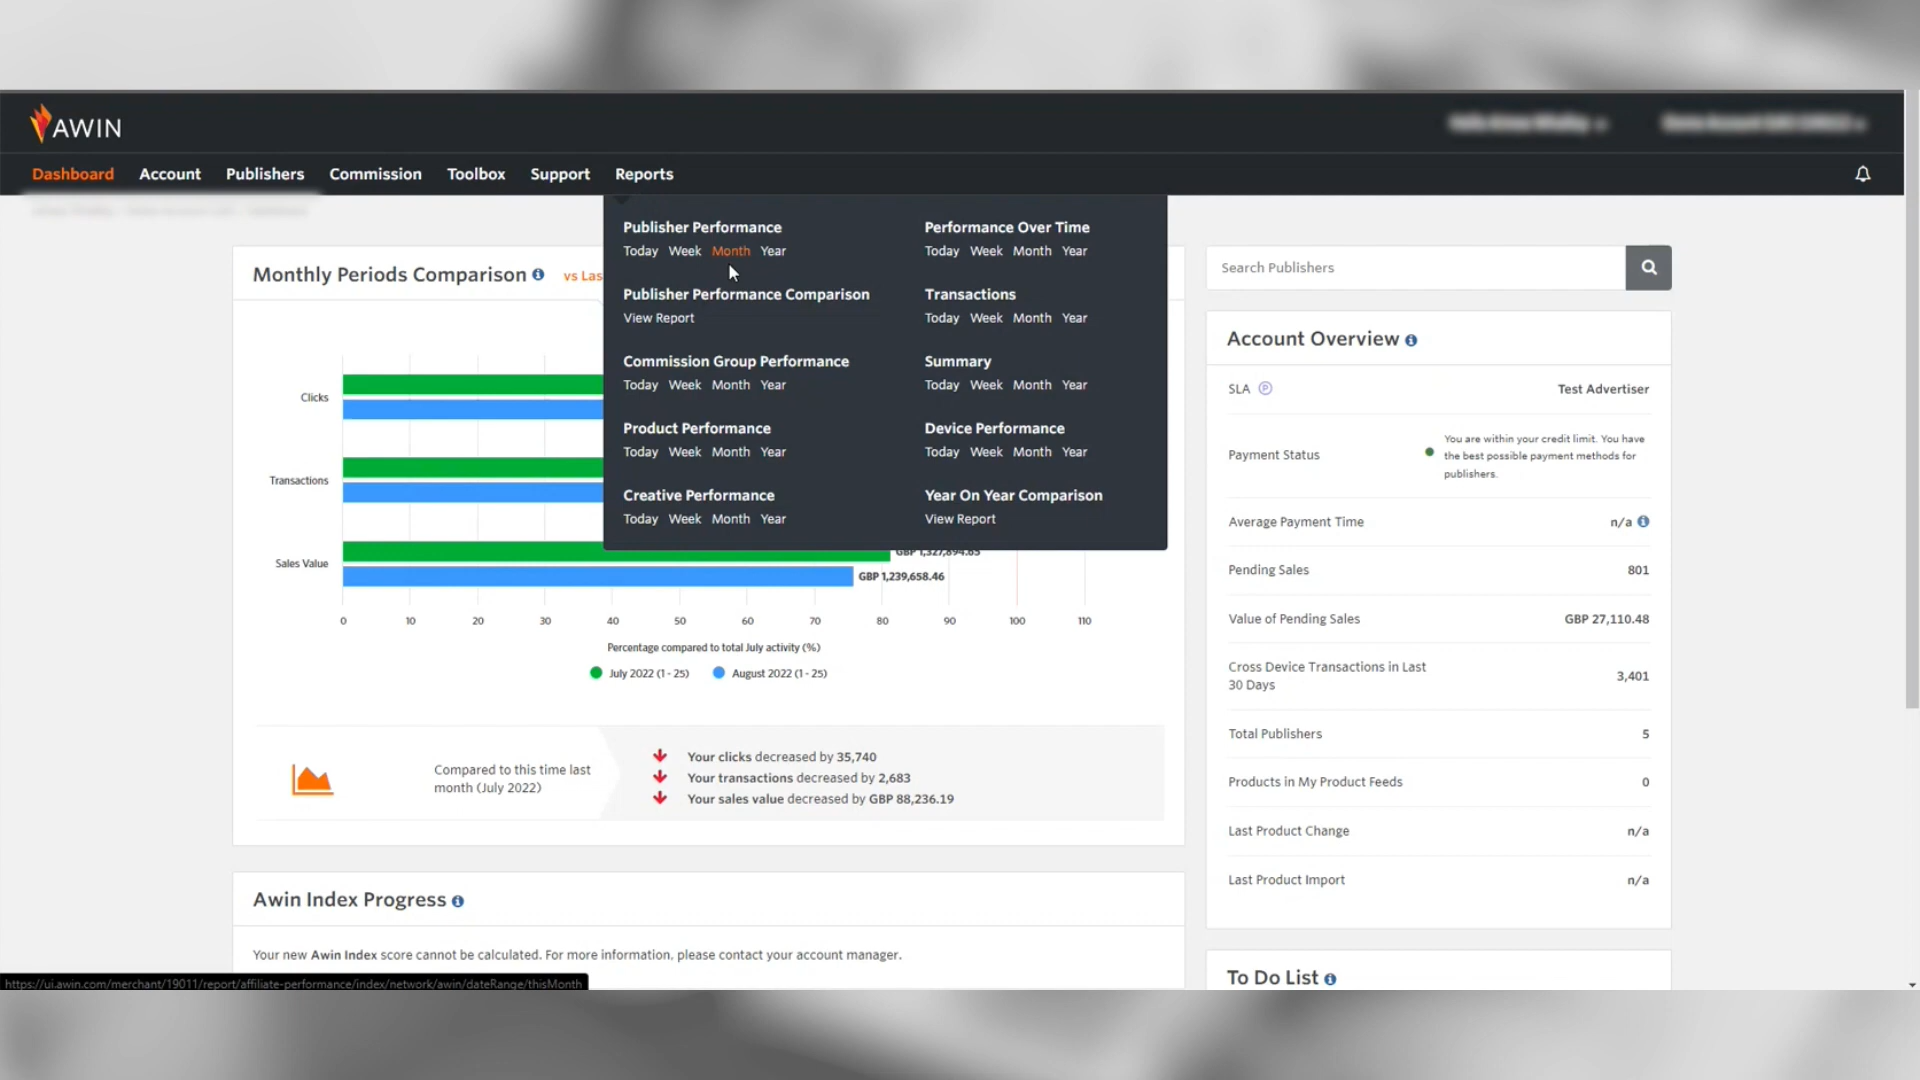 AWIN
Dashboard Account Publishers Commission Toolbox Support Reports
Publisher Performance
Today Week Month Year
Publisher Performance Comparison
View Report
Commission Group Performance
Today Week Month Year
Product Performance
Today Week Month Year
Creative Performance
Today Week Month Year
Performance Over Time
Today Week Month Year
Transactions
Today Week Month Year
Summary
Today Week Month Year
Device Performance
Today Week Month Year
Year On Year Comparison
View Report
Monthly Periods Comparison vs Las
Clicks
Transactions
Sales Value
GBP 1,327,894.65
GBP 1,239,658.46
0 10 20 30 40 50 60 70 80 90 100 110
Percentage compared to total July activity (%)
July 2022 (1 - 25) August 2022 (1 - 25)
Compared to this time last
month (July 2022)
Your clicks decreased by 35,740
Your transactions decreased by 2,683
Your sales value decreased by GBP 88,236.19
Awin Index Progress
Your new Awin Index score cannot be calculated. For more information, please contact your account manager.
Search Publishers
Account Overview
SLA Test Advertiser
Payment Status
You are within your credit limit. You have
the best possible payment methods for
publishers.
Average Payment Time n/a
Pending Sales 801
Value of Pending Sales GBP 27,110.48
Cross Device Transactions in Last
30 Days
3,401
Total Publishers 5
Products in My Product Feeds 0
Last Product Change n/a
Last Product Import n/a
To Do List
https://ui.awin.com/merchant/19011/report/affiliate-performance/index/network/awin/dateRange/thisMonth